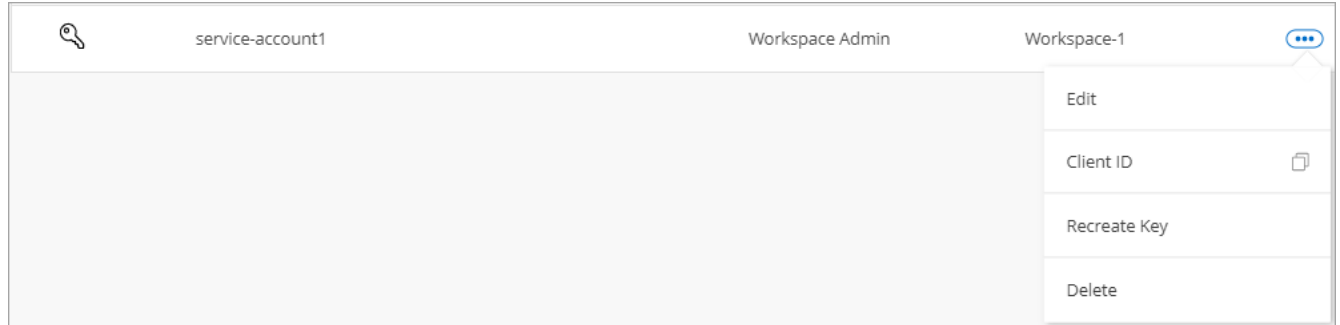 service-account1 Workspace Admin Workspace-1
Edit
Client ID
Recreate Key
Delete